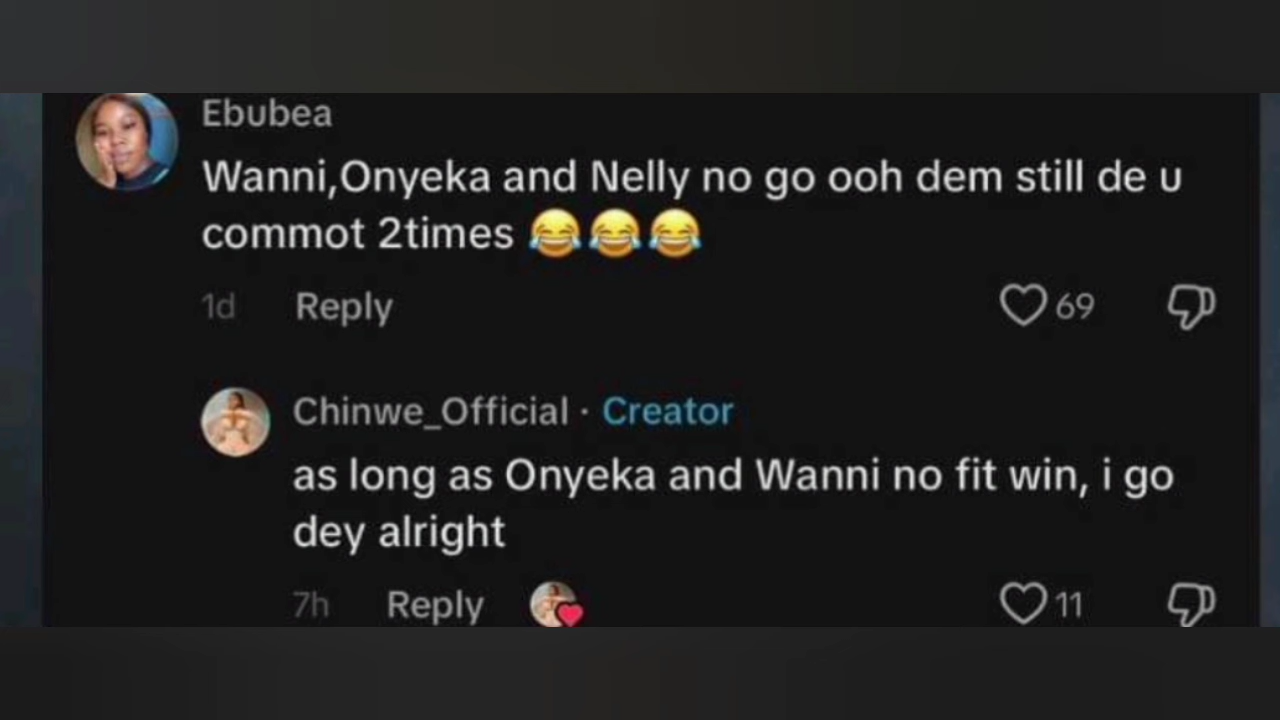 Ebubea
Wanni,Onyeka and Nelly no go ooh dem still de u
commot 2times 😂😂😂
1d Reply 69
Chinwe_Official · Creator
as long as Onyeka and Wanni no fit win, i go
dey alright
7h Reply 11